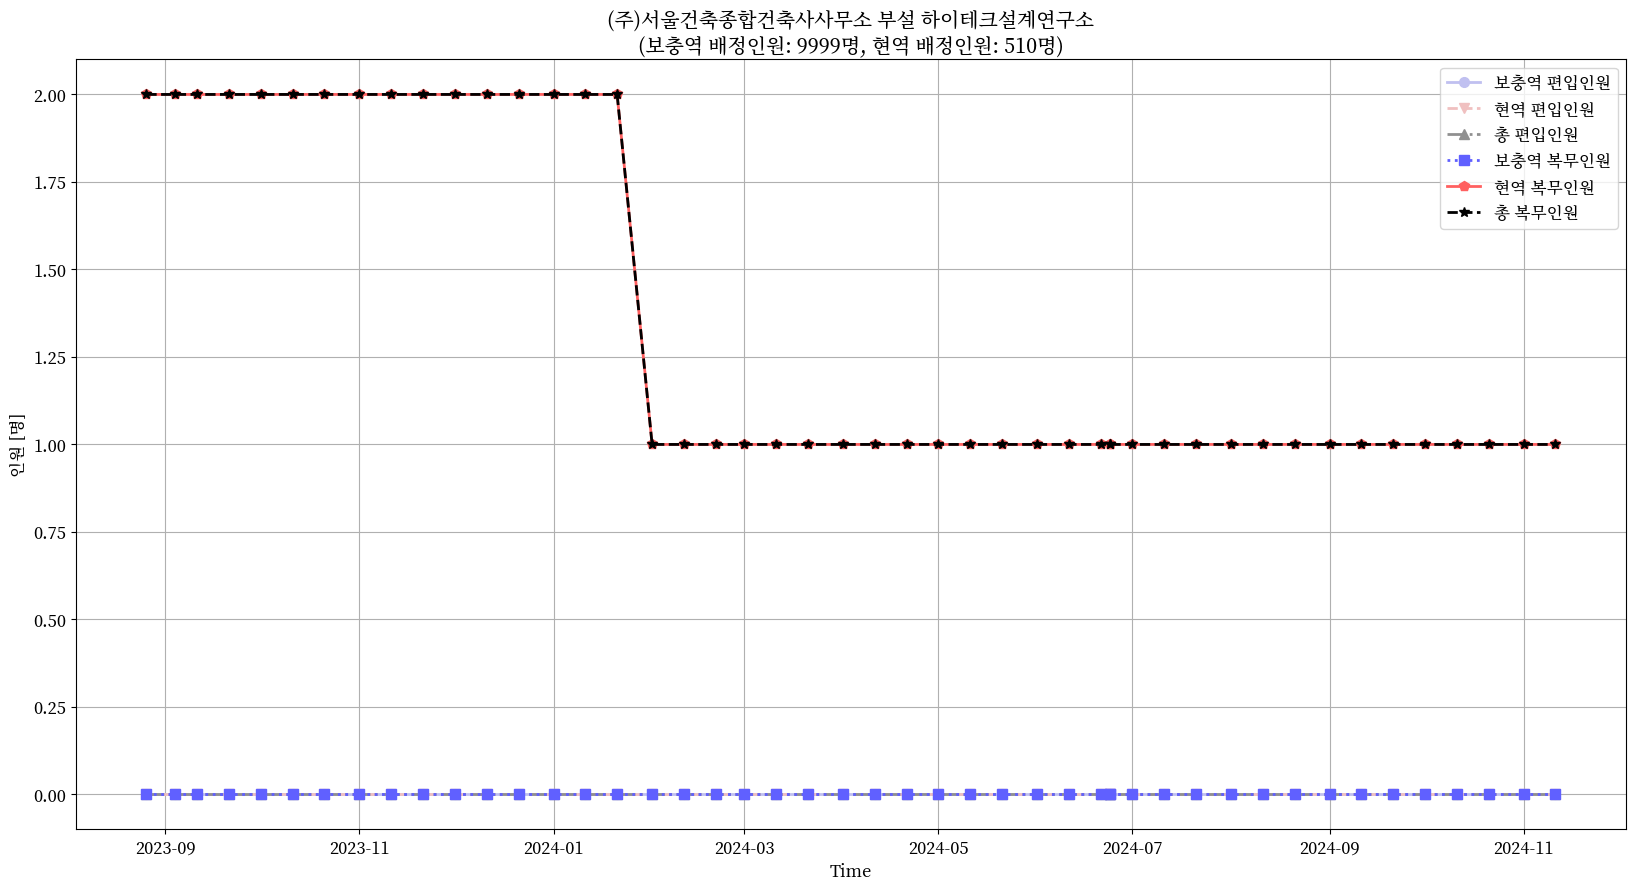 (주)서울건축종합건축사사무소 부설 하이테크설계연구소
(보충역 배정인원: 9999명, 현역 배정인원: 510명)
보충역 편입인원
현역 편입인원
총 편입인원
보충역 복무인원
현역 복무인원
총 복무인원
인원 [명]
2.00
1.75
1.50
1.25
1.00
0.75
0.50
0.25
0.00
2023-09 2023-11 2024-01 2024-03 2024-05 2024-07 2024-09 2024-11
Time